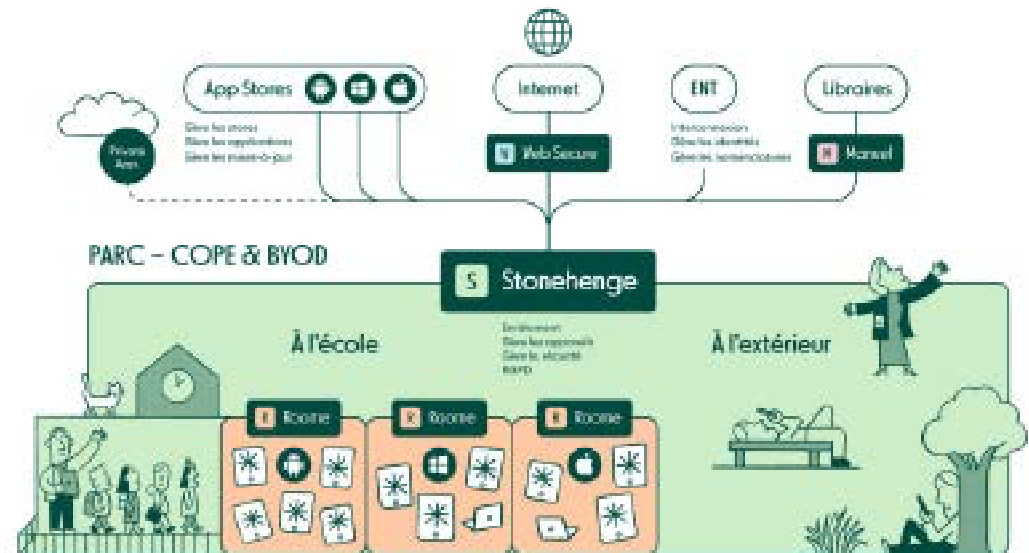 App Stores
Internet
ENT
Libraires
Gère les stores
Gère les applications
Gère les mises-à-jour
Interconnexion
Gère les identités
Gère les nomenclatures
Private
Apps
Web Secure
M Manuel
PARC – COPE & BYOD
S Stonehenge
À l'école
À l'extérieur
Gère les appareils
Gère la sécurité
RGPD
R Roome
R Roome
R Roome